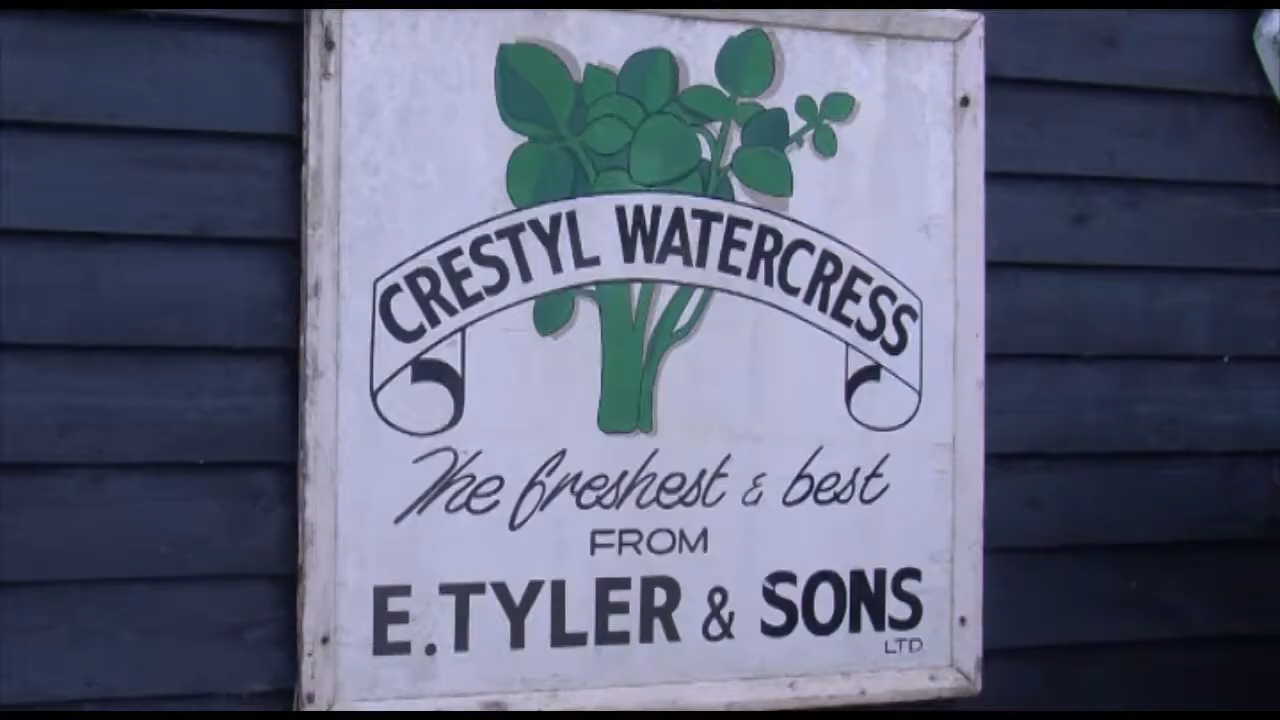 CRESTYL WATERCRESS
The freshest & best
FROM
E. TYLER & SONS
LTD